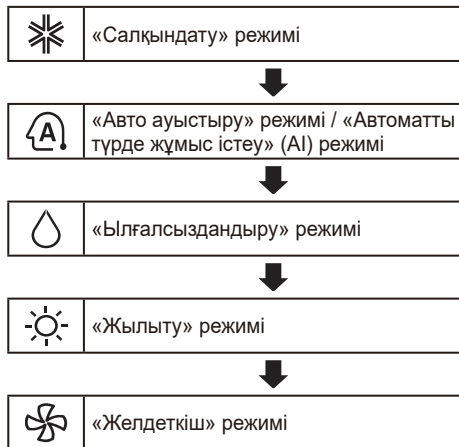 «Салқындату» режимі
«Авто ауыстыру» режимі / «Автоматты
түрде жұмыс істеу» (AI) режимі
«Ылғалсыздандыру» режимі
«Жылыту» режимі
«Желдеткіш» режимі